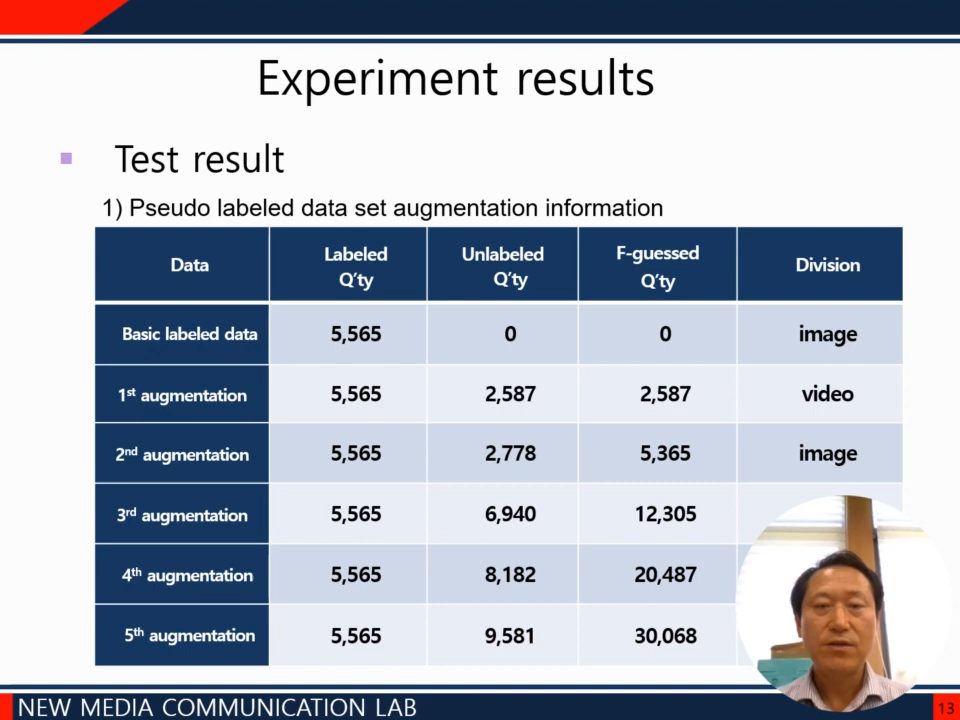 Experiment results
Test result
1) Pseudo labeled data set augmentation information
Data Labeled Q'ty Unlabeled Q'ty F-guessed Q'ty Division
Basic labeled data 5,565 0 0 image
1st augmentation 5,565 2,587 2,587 video
2nd augmentation 5,565 2,778 5,365 image
3rd augmentation 5,565 6,940 12,305
4th augmentation 5,565 8,182 20,487
5th augmentation 5,565 9,581 30,068
NEW MEDIA COMMUNICATION LAB 13